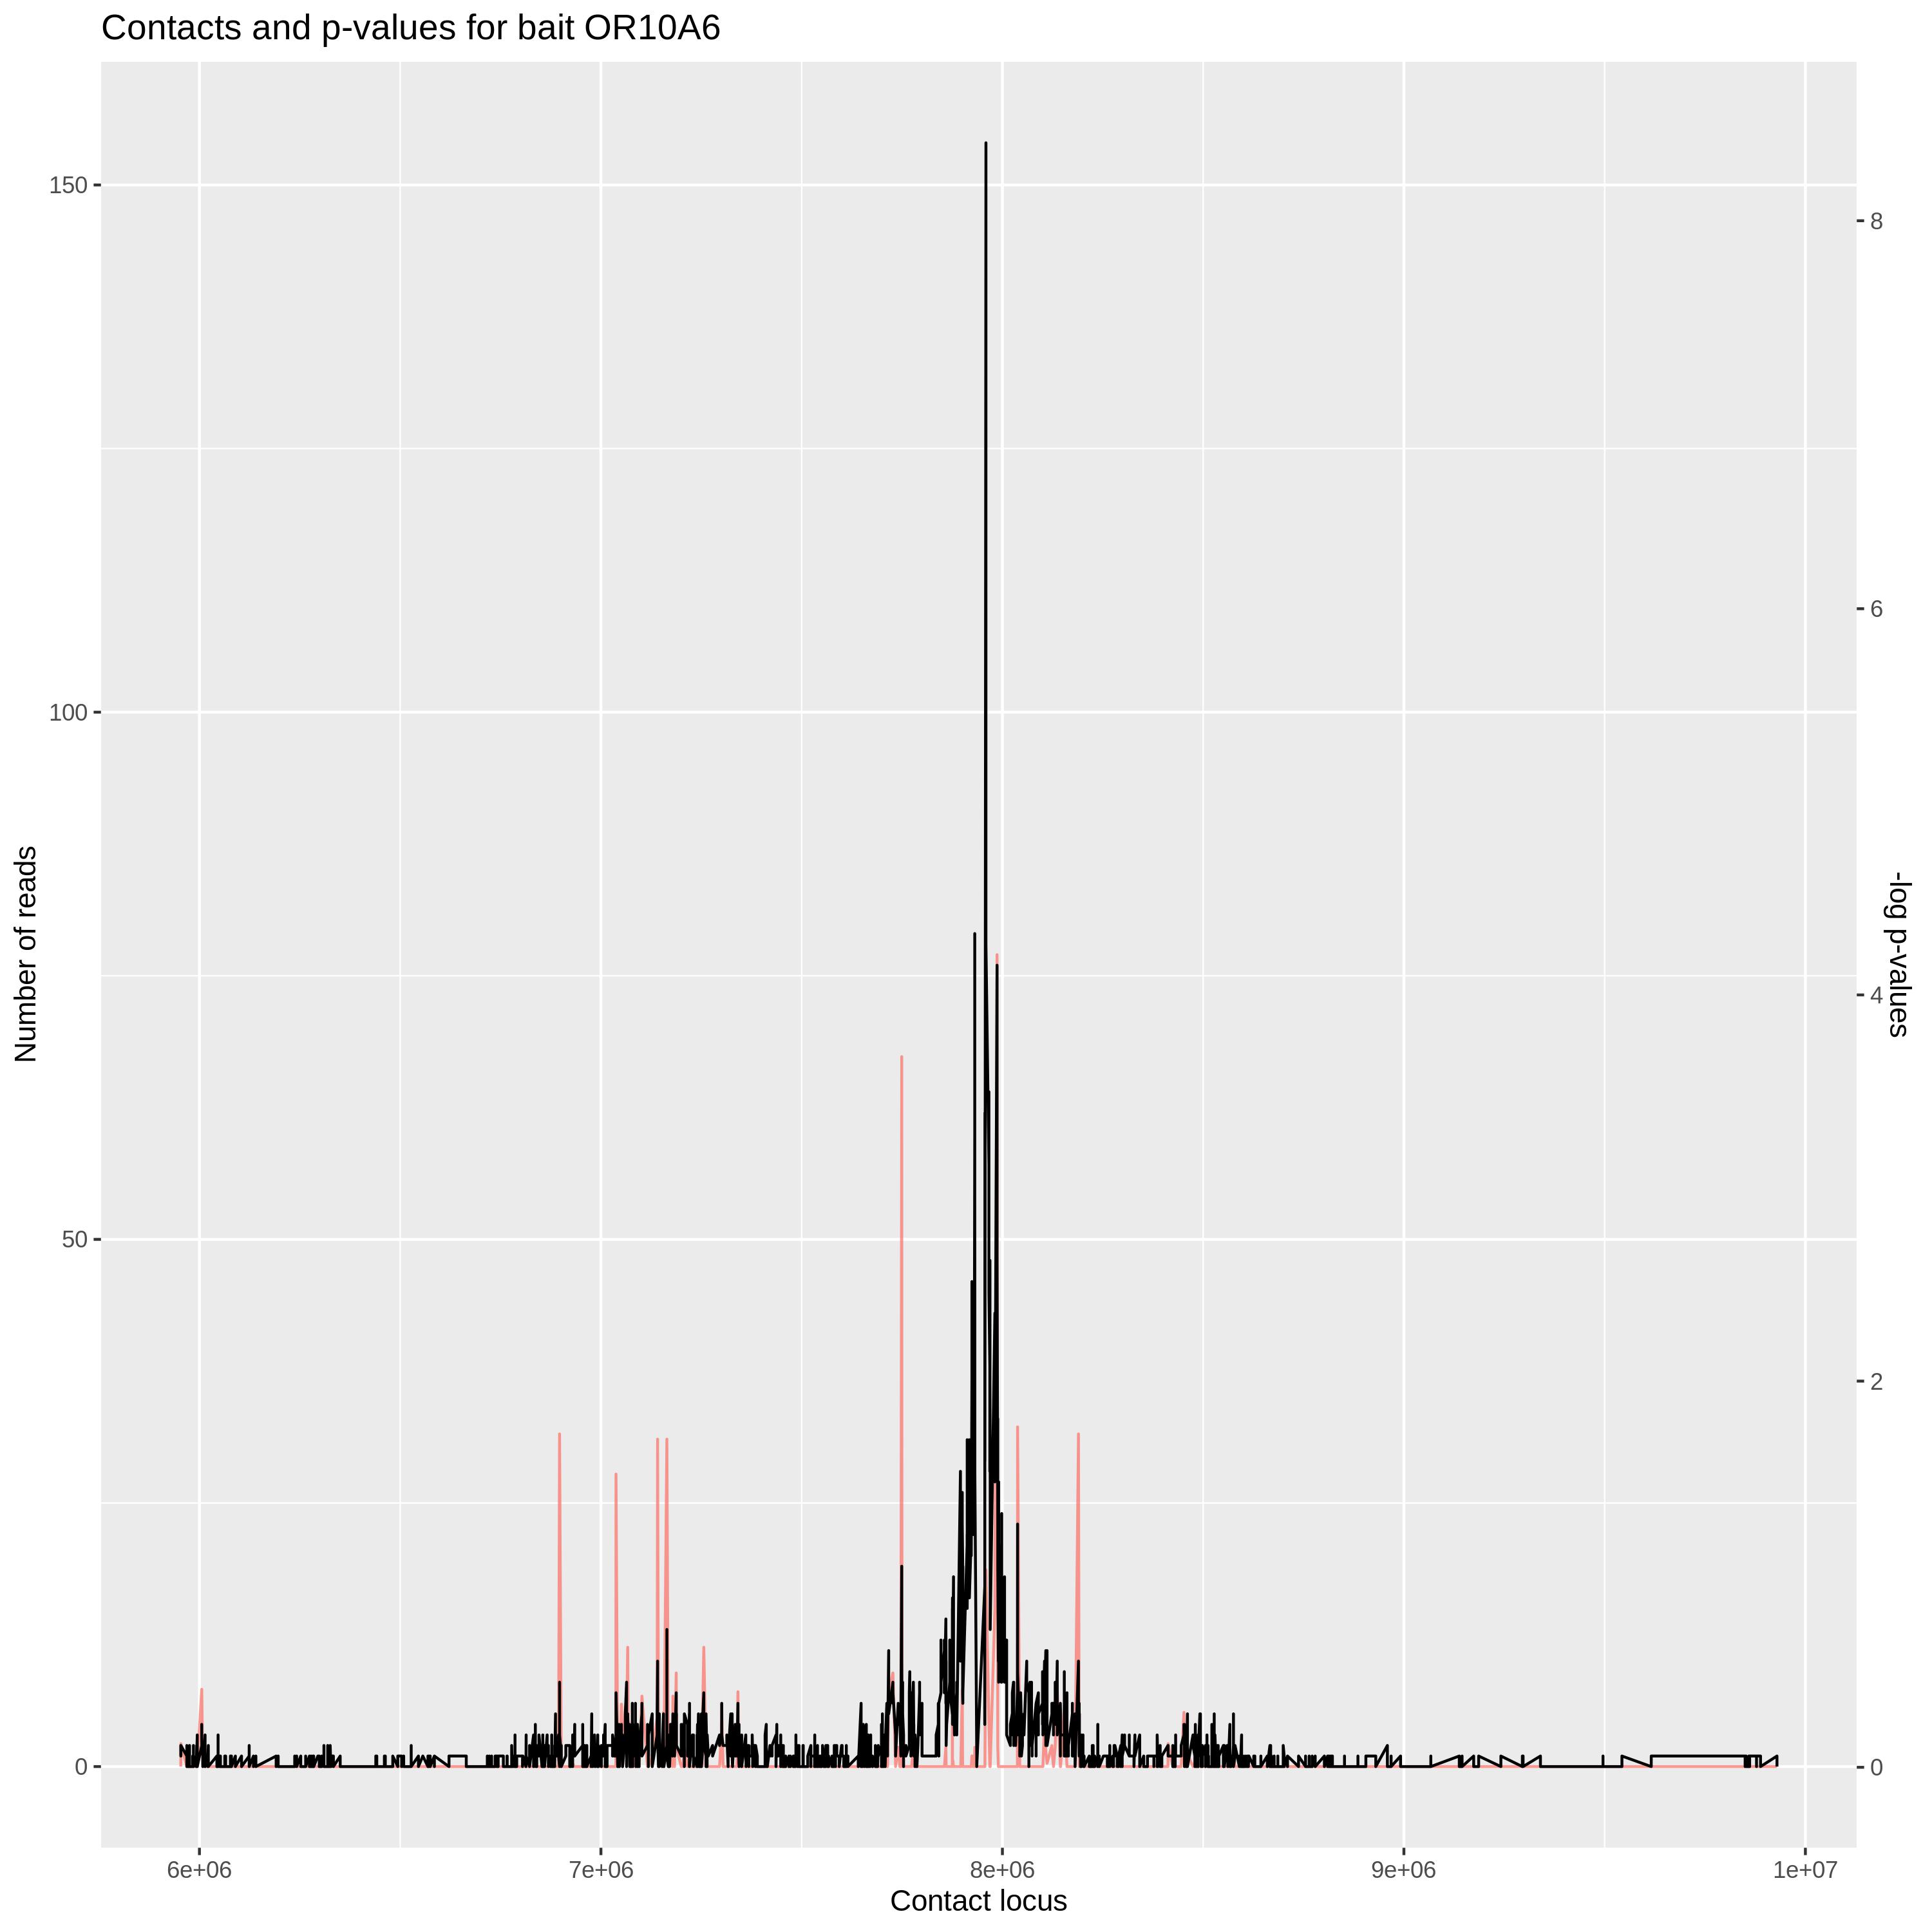 Contacts and p-values for bait OR10A6
150
100
50
0
8
6
4
2
0
Number of reads
-log p-values
6e+06
7e+06
8e+06
9e+06
1e+07
Contact locus